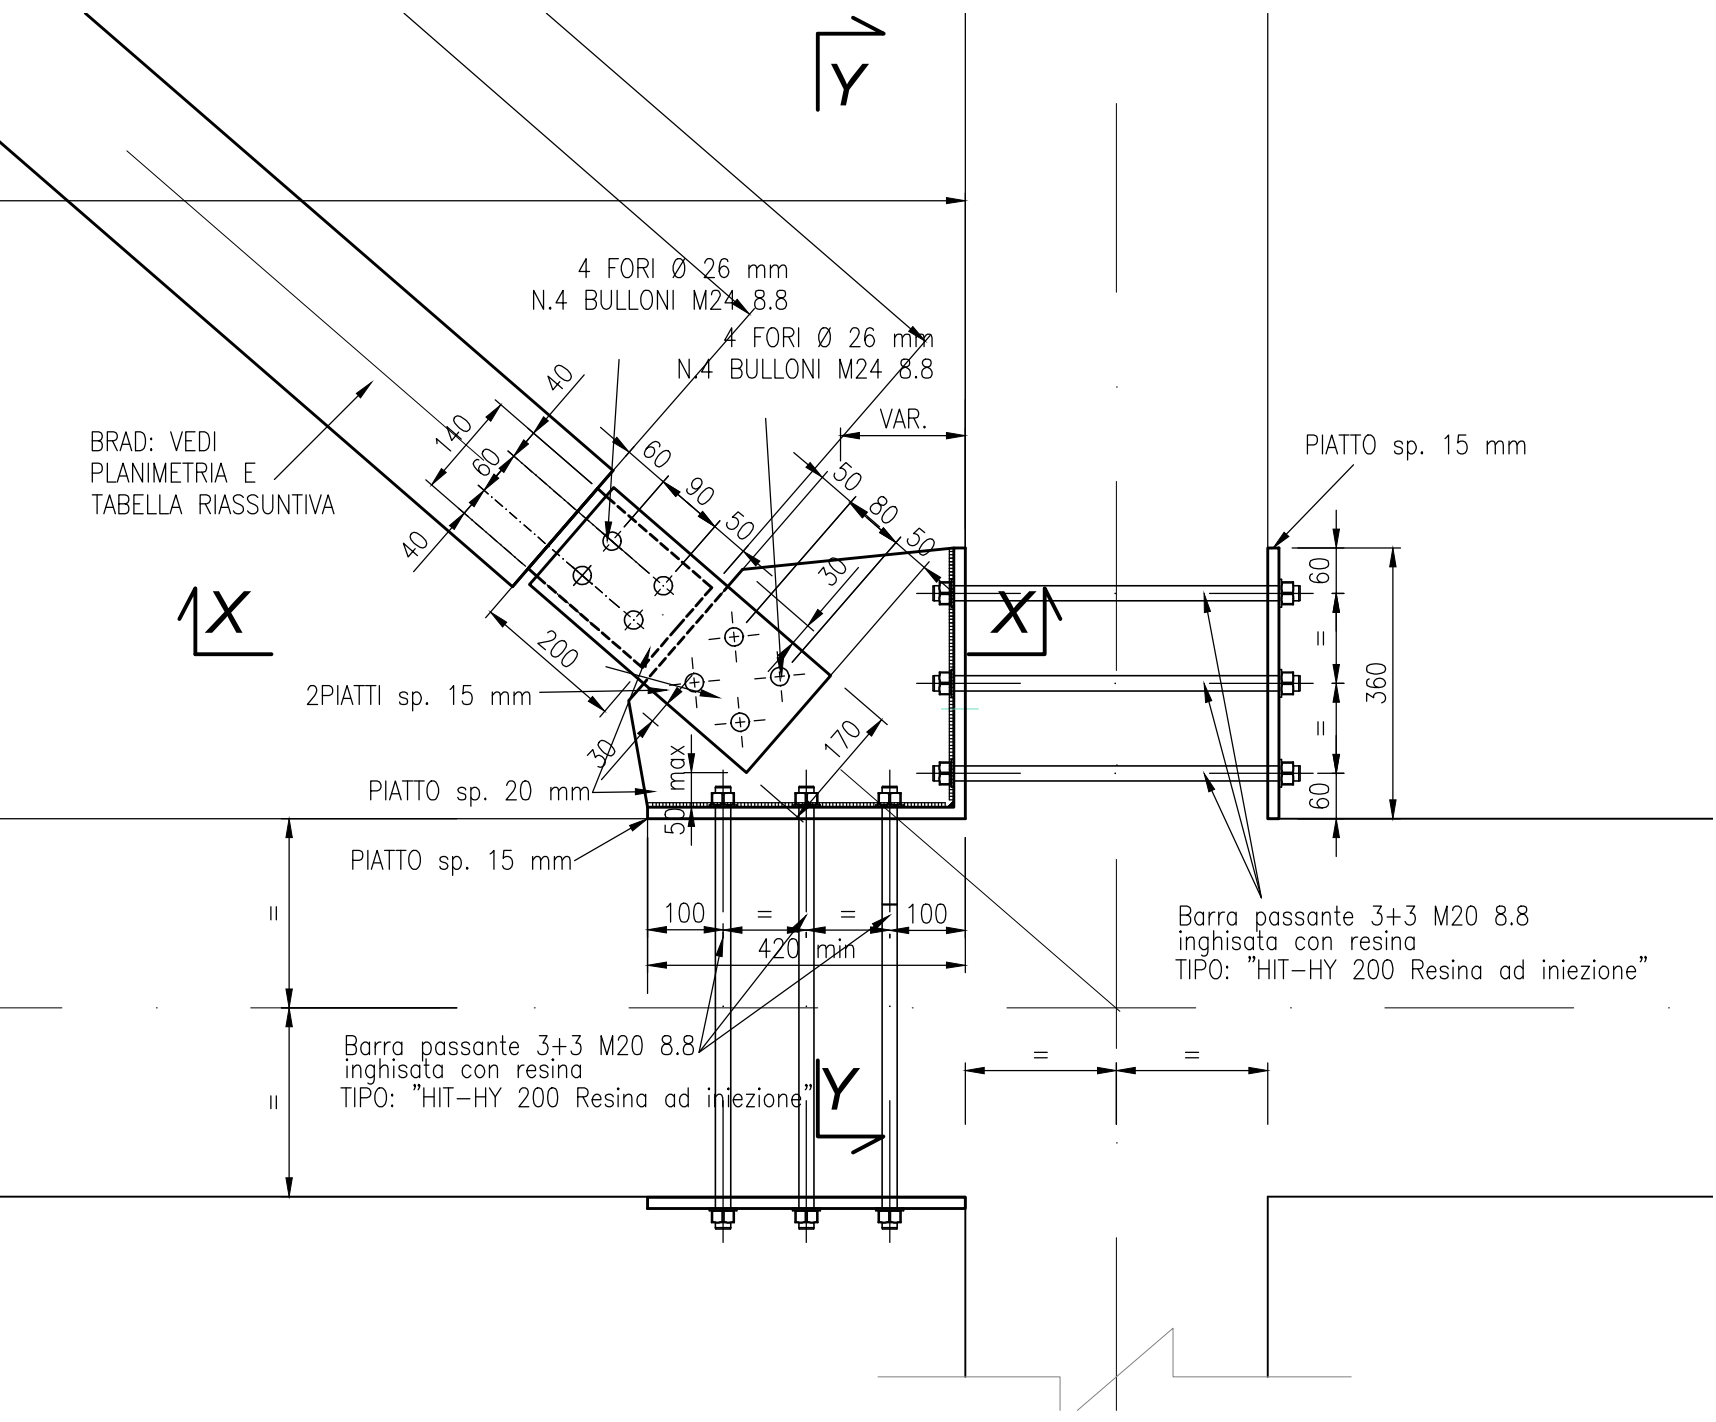 Y
4 FORI Ø 26 mm
N.4 BULLONI M24 8.8
4 FORI Ø 26 mm
N.4 BULLONI M24 8.8
40
140
60
40
VAR.
BRAD: VEDI
PLANIMETRIA E
TABELLA RIASSUNTIVA
60
90
50
50
80
50
30
PIATTO sp. 15 mm
X
X
60
=
=
60
360
200
2PIATTI sp. 15 mm
30
170
PIATTO sp. 20 mm
50 max
PIATTO sp. 15 mm
=
=
100
=
=
100
420 min
Barra passante 3+3 M20 8.8
inghisata con resina
TIPO: "HIT-HY 200 Resina ad iniezione"
Barra passante 3+3 M20 8.8
inghisata con resina
TIPO: "HIT-HY 200 Resina ad iniezione"
=
=
Y